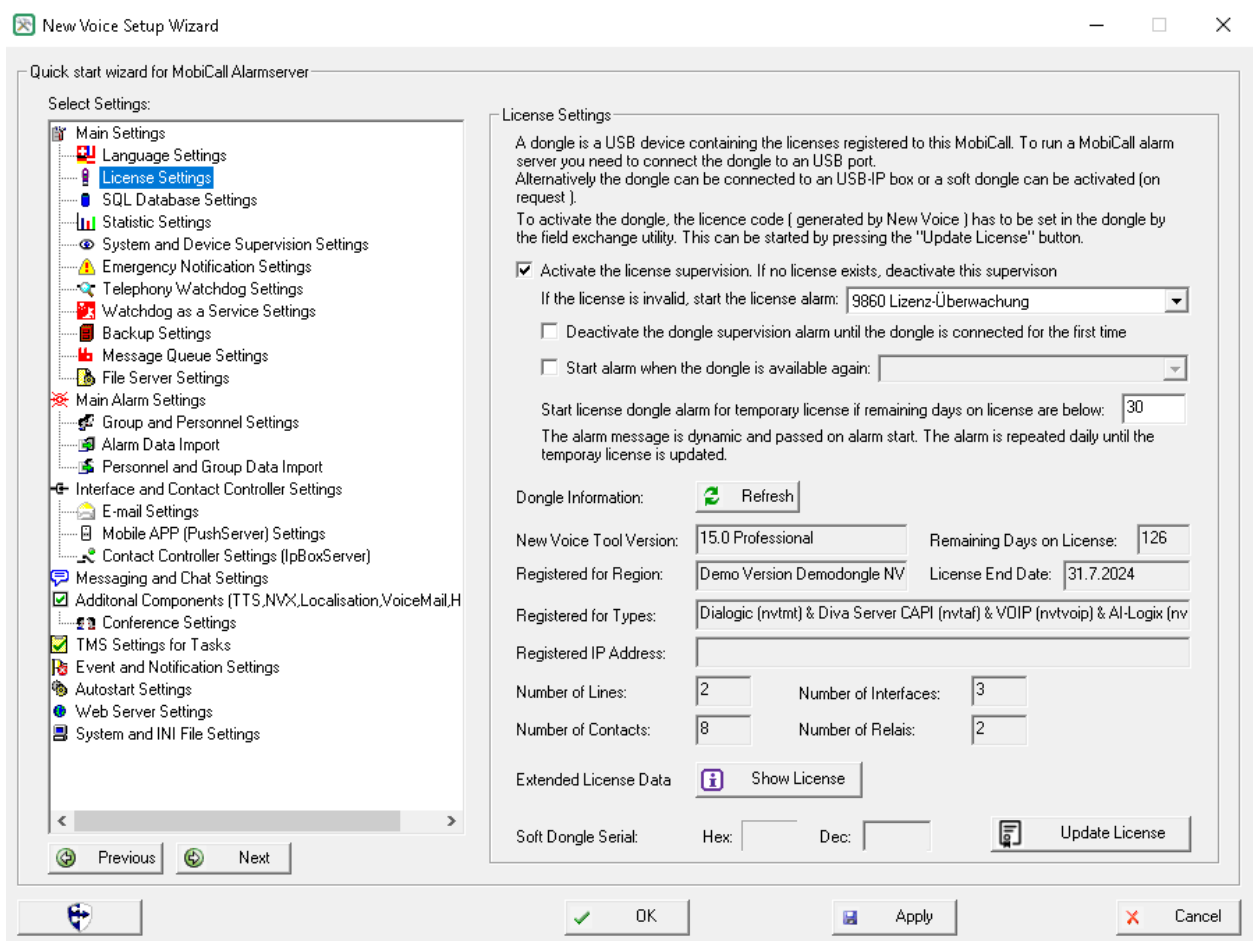 New Voice Setup Wizard
Quick start wizard for MobiCall Alarmserver
Select Settings:
Main Settings
Language Settings
License Settings
SQL Database Settings
Statistic Settings
System and Device Supervision Settings
Emergency Notification Settings
Telephony Watchdog Settings
Watchdog as a Service Settings
Backup Settings
Message Queue Settings
File Server Settings
Main Alarm Settings
Group and Personnel Settings
Alarm Data Import
Personnel and Group Data Import
Interface and Contact Controller Settings
E-mail Settings
Mobile APP (PushServer) Settings
Contact Controller Settings (IpBoxServer)
Messaging and Chat Settings
Additonal Components (TTS,NVX,Localisation,VoiceMail,H
Conference Settings
TMS Settings for Tasks
Event and Notification Settings
Autostart Settings
Web Server Settings
System and INI File Settings
Previous
Next
License Settings
A dongle is a USB device containing the licenses registered to this MobiCall. To run a MobiCall alarm
server you need to connect the dongle to an USB port.
Alternatively the dongle can be connected to an USB-IP box or a soft dongle can be activated (on
request ).
To activate the dongle, the licence code ( generated by New Voice ) has to be set in the dongle by
the field exchange utility. This can be started by pressing the "Update License" button.
Activate the license supervision. If no license exists, deactivate this supervison
If the license is invalid, start the license alarm: 9860 Lizenz-Überwachung
Deactivate the dongle supervision alarm until the dongle is connected for the first time
Start alarm when the dongle is available again:
Start license dongle alarm for temporary license if remaining days on license are below: 30
The alarm message is dynamic and passed on alarm start. The alarm is repeated daily until the
temporay license is updated.
Dongle Information: Refresh
New Voice Tool Version: 15.0 Professional Remaining Days on License: 126
Registered for Region: Demo Version Demodongle NV License End Date: 31.7.2024
Registered for Types: Dialogic (nvtmt) & Diva Server CAPI (nvtaf) & VOIP (nvtvoip) & AI-Logix (nv
Registered IP Address:
Number of Lines: 2 Number of Interfaces: 3
Number of Contacts: 8 Number of Relais: 2
Extended License Data Show License
Soft Dongle Serial: Hex: Dec: Update License
OK
Apply
Cancel